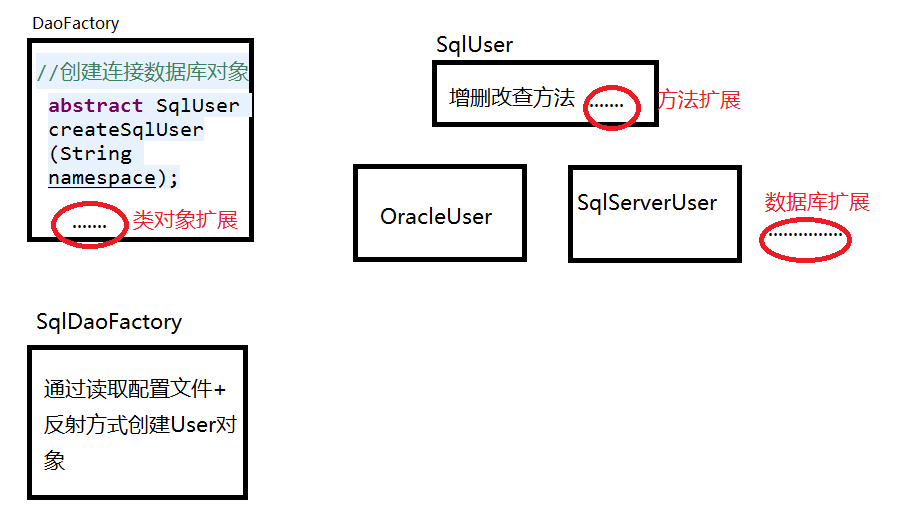 DaoFactory
//创建连接数据库对象
abstract SqlUser
createSqlUser
(String
namespace);
.......
类对象扩展
SqlUser
增删改查方法 .......
方法扩展
OracleUser
SqlServerUser
数据库扩展
...............
SqlDaoFactory
通过读取配置文件+
反射方式创建User对
象